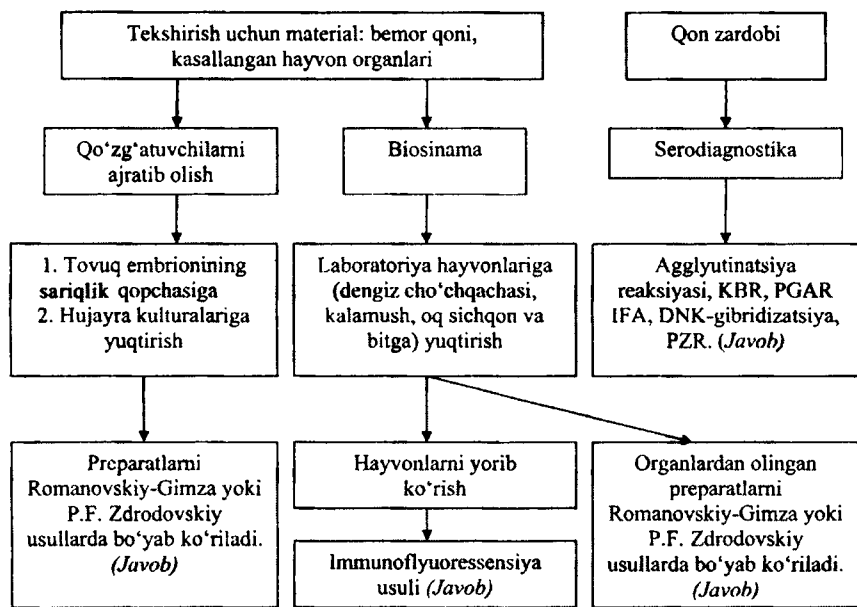 Tekshirish uchun material: bemor qoni,
kasallangan hayvon organlari
Qon zardobi
Qo‘zg‘atuvchilarni
ajratib olish
Biosinama
Serodiagnostika
1. Tovuq embrionining
sariqlik qopchasiga
2. Hujayra kulturalariga
yuqtirish
Laboratoriya hayvonlariga
(dengiz cho‘chqachasi,
kalamush, oq sichqon va
bitga) yuqtirish
Agglyutinatsiya
reaksiyasi, KBR, PGAR
IFA, DNK-gibridizatsiya,
PZR. (Javob)
Preparatlarni
Romanovskiy-Gimza yoki
P.F. Zdrodovskiy
usullarda bo‘yab ko‘riladi.
(Javob)
Hayvonlarni yorib
ko‘rish
Immunoflyuoressensiya
usuli (Javob)
Organlardan olingan
preparatlarni
Romanovskiy-Gimza yoki
P.F. Zdrodovskiy
usullarda bo‘yab ko‘riladi.
(Javob)